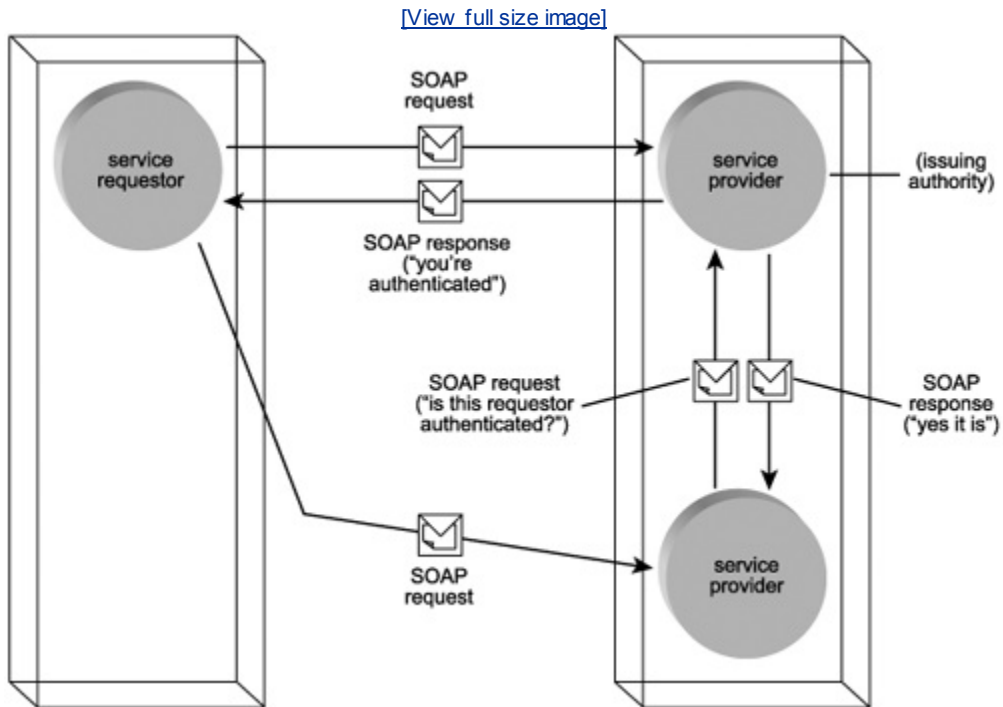 [View full size image]
SOAP
request
service
requestor
service
provider
(issuing
authority)
SOAP response
("you're
authenticated")
SOAP request
("is this requestor
authenticated?")
SOAP
response
("yes it is")
SOAP
request
service
provider